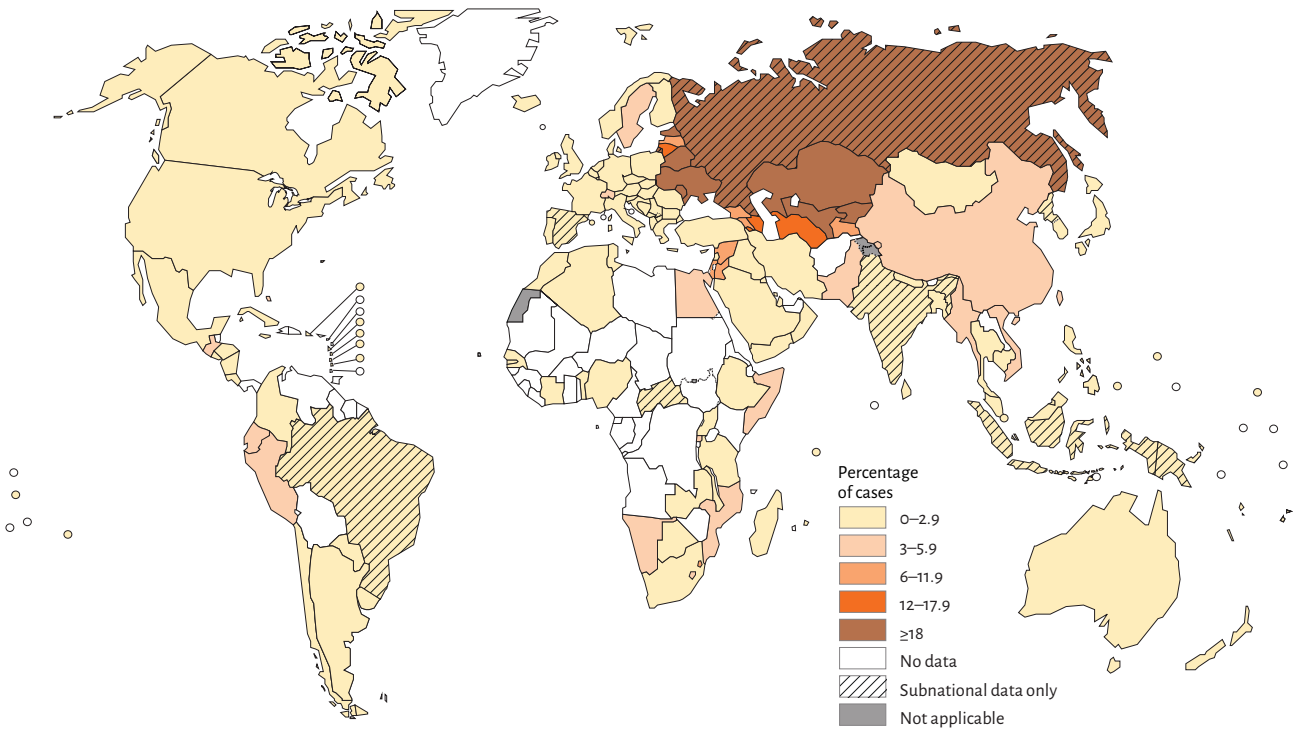 Percentage
of cases
0–2.9
3–5.9
6–11.9
12–17.9
≥18
No data
Subnational data only
Not applicable